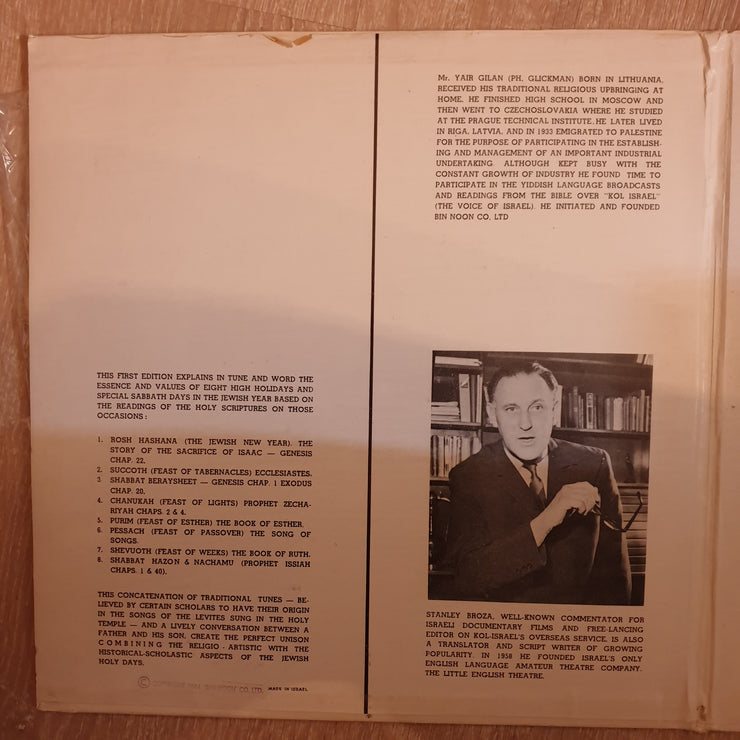 THIS FIRST EDITION EXPLAINS IN TUNE AND WORD THE
ESSENCE AND VALUES OF EIGHT HIGH HOLIDAYS AND
SPECIAL SABBATH DAYS IN THE JEWISH YEAR BASED ON
THE READINGS OF THE HOLY SCRIPTURES ON THOSE
OCCASIONS :
1. ROSH HASHANA (THE JEWISH NEW YEAR). THE
STORY OF THE SACRIFICE OF ISAAC — GENESIS
CHAP. 22.
2. SUCCOTH (FEAST OF TABERNACLES) ECCLESIASTES.
3. SHABBAT BERAYSHEET — GENESIS CHAP. 1 EXODUS
CHAP. 20.
4. CHANUKAH (FEAST OF LIGHTS) PROPHET ZECHA-
RIYAH CHAPS. 2 & 4.
5. PURIM (FEAST OF ESTHER) THE BOOK OF ESTHER.
6. PESSACH (FEAST OF PASSOVER) THE SONG OF
SONGS.
7. SHEVUOTH (FEAST OF WEEKS) THE BOOK OF RUTH.
8. SHABBAT HAZON & NACHAMU (PROPHET ISSIAH
CHAPS. 1 & 40).
THIS CONCATENATION OF TRADITIONAL TUNES — BE-
LIEVED BY CERTAIN SCHOLARS TO HAVE THEIR ORIGIN
IN THE SONGS OF THE LEVITES SUNG IN THE HOLY
TEMPLE — AND A LIVELY CONVERSATION BETWEEN A
FATHER AND HIS SON, CREATE THE PERFECT UNISON
COMBINING THE RELIGIO - ARTISTIC WITH THE
HISTORICAL-SCHOLASTIC ASPECTS OF THE JEWISH
HOLY DAYS.
© COPYRIGHT BIN NOON CO. LTD. MADE IN ISRAEL
Mr. YAIR GILAN (PH. GLICKMAN) BORN IN LITHUANIA,
RECEIVED HIS TRADITIONAL RELIGIOUS UPBRINGING AT
HOME. HE FINISHED HIGH SCHOOL IN MOSCOW AND
THEN WENT TO CZECHOSLOVAKIA WHERE HE STUDIED
AT THE PRAGUE TECHNICAL INSTITUTE. HE LATER LIVED
IN RIGA, LATVIA, AND IN 1933 EMIGRATED TO PALESTINE
FOR THE PURPOSE OF PARTICIPATING IN THE ESTABLISH-
ING AND MANAGEMENT OF AN IMPORTANT INDUSTRIAL
UNDERTAKING. ALTHOUGH KEPT BUSY WITH THE
CONSTANT GROWTH OF INDUSTRY HE FOUND TIME TO
PARTICIPATE IN THE YIDDISH LANGUAGE BROADCASTS
AND READINGS FROM THE BIBLE OVER "KOL ISRAEL"
(THE VOICE OF ISRAEL). HE INITIATED AND FOUNDED
BIN NOON CO. LTD
STANLEY BROZA, WELL-KNOWN COMMENTATOR FOR
ISRAELI DOCUMENTARY FILMS AND FREE-LANCING
EDITOR ON KOL-ISRAEL'S OVERSEAS SERVICE, IS ALSO
A TRANSLATOR AND SCRIPT WRITER OF GROWING
POPULARITY. IN 1958 HE FOUNDED ISRAEL'S ONLY
ENGLISH LANGUAGE AMATEUR THEATRE COMPANY,
THE LITTLE ENGLISH THEATRE.